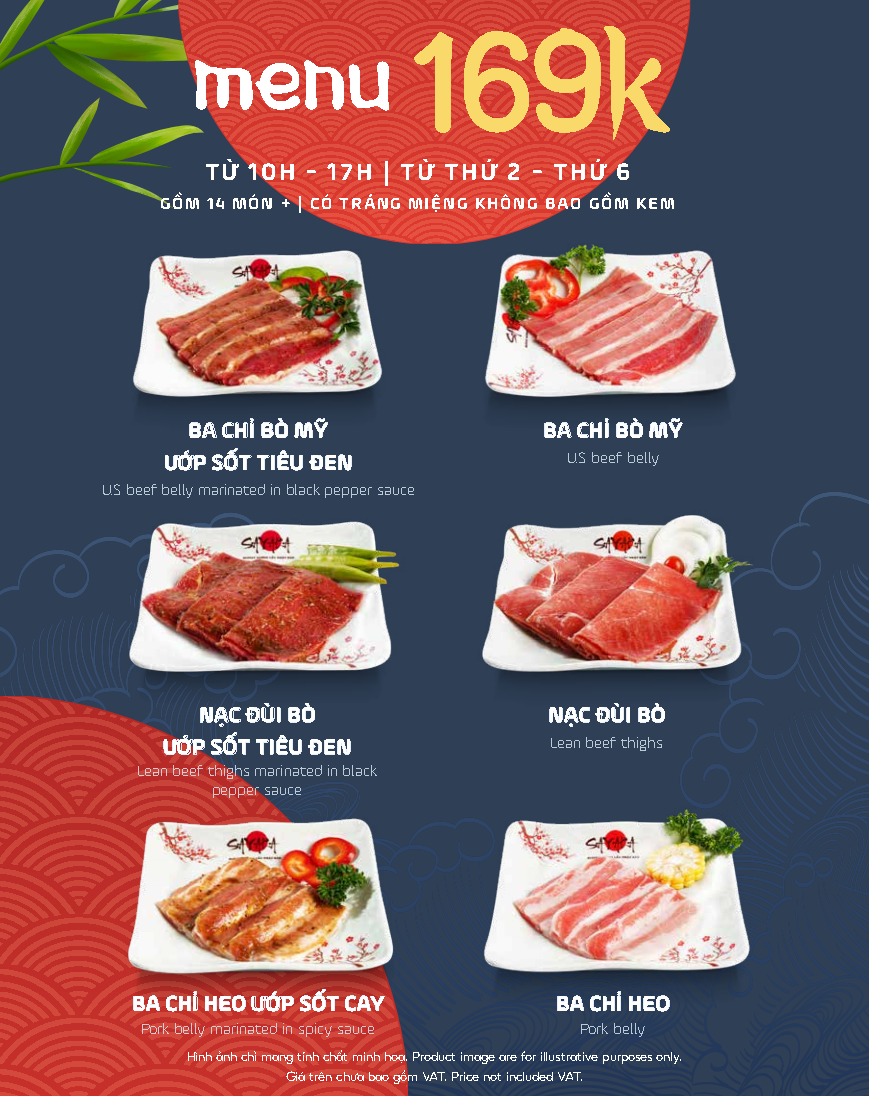 menu 169k
TỪ 10H - 17H | TỪ THỨ 2 - THỨ 6
GỒM 14 MÓN + | CÓ TRÁNG MIỆNG KHÔNG BAO GỒM KEM
BA CHỈ BÒ MỸ
ƯỚP SỐT TIÊU ĐEN
U.S beef belly marinated in black pepper sauce
BA CHỈ BÒ MỸ
U.S beef belly
NẠC ĐÙI BÒ
ƯỚP SỐT TIÊU ĐEN
Lean beef thighs marinated in black
pepper sauce
NẠC ĐÙI BÒ
Lean beef thighs
BA CHỈ HEO ƯỚP SỐT CAY
Pork belly marinated in spicy sauce
BA CHỈ HEO
Pork belly
Hình ảnh chỉ mang tính chất minh hoạ. Product image are for illustrative purposes only.
Giá trên chưa bao gồm VAT. Price not included VAT.